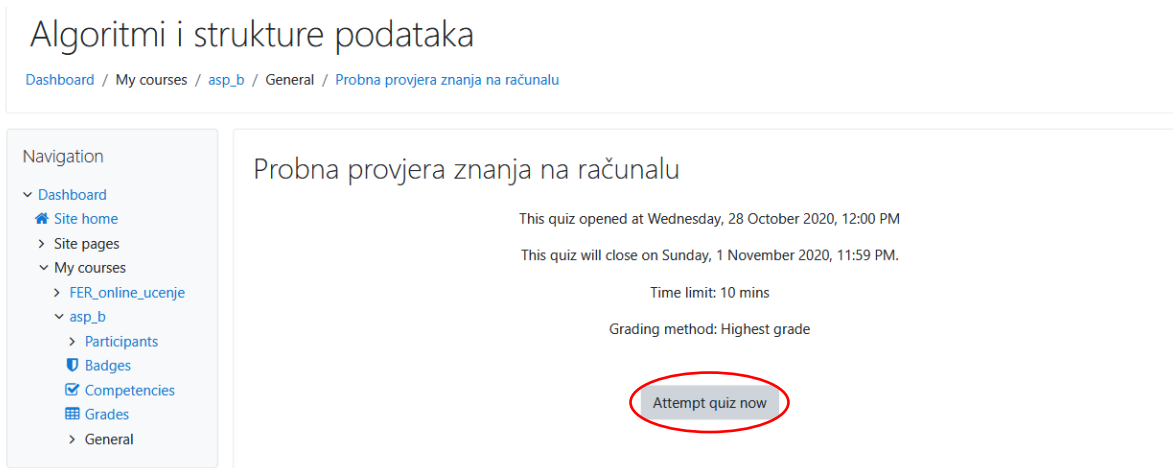 Algoritmi i strukture podataka
Dashboard / My courses / asp_b / General / Probna provjera znanja na računalu
Navigation
Dashboard
Site home
Site pages
My courses
FER_online_ucenje
asp_b
Participants
Badges
Competencies
Grades
General
Probna provjera znanja na računalu
This quiz opened at Wednesday, 28 October 2020, 12:00 PM
This quiz will close on Sunday, 1 November 2020, 11:59 PM.
Time limit: 10 mins
Grading method: Highest grade
Attempt quiz now